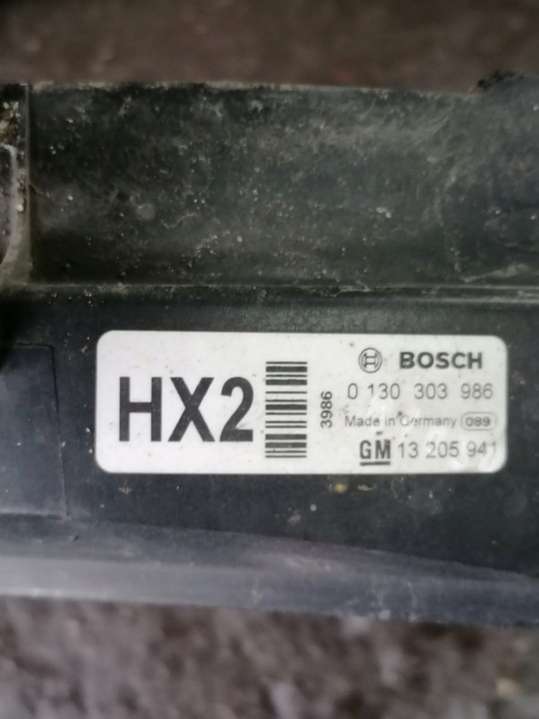 HX2
3986
BOSCH
0 130 303 986
Made in Germany 089
GM 13 205 941